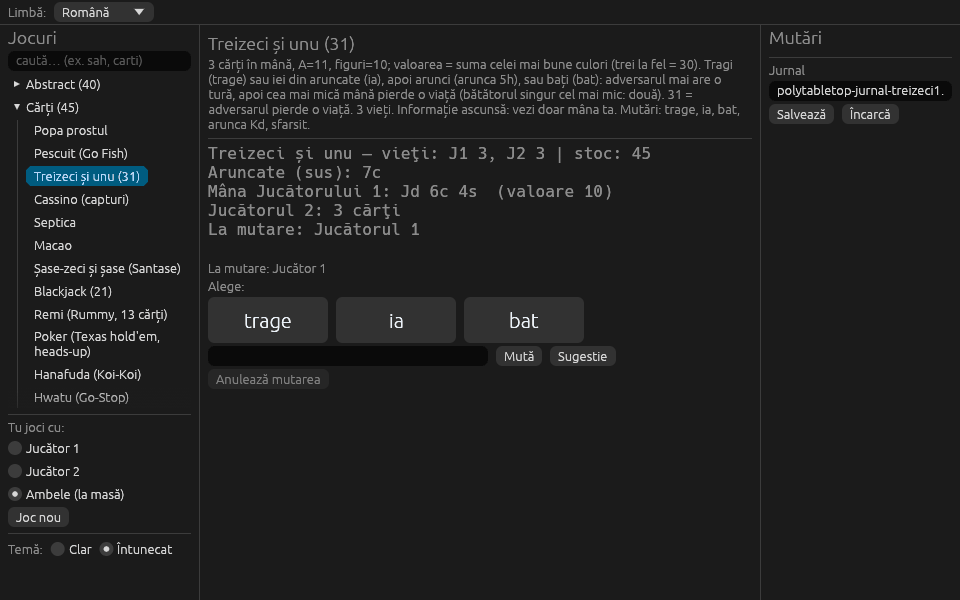 Limbă: Română
Jocuri
caută... (ex. sah, carti)
Abstract (40)
Cărți (45)
Popa prostul
Pescuit (Go Fish)
Treizeci și unu (31)
Cassino (capturi)
Septica
Macao
Șase-zeci și șase (Santase)
Blackjack (21)
Remi (Rummy, 13 cărți)
Poker (Texas hold'em,
heads-up)
Hanafuda (Koi-Koi)
Hwatu (Go-Stop)
Tu joci cu:
Jucător 1
Jucător 2
Ambele (la masă)
Joc nou
Temă: Clar Întunecat
Treizeci și unu (31)
3 cărți în mână, A=11, figuri=10; valoarea = suma celei mai bune culori (trei la fel = 30). Tragi
(trage) sau iei din aruncate (ia), apoi arunci (arunca 5h), sau bați (bat): adversarul mai are o
tură, apoi cea mai mică mână pierde o viață (bătătorul singur cel mai mic: două). 31 =
adversarul pierde o viață. 3 vieți. Informație ascunsă: vezi doar mâna ta. Mutări: trage, ia, bat,
arunca Kd, sfarsit.
Treizeci și unu — vieți: J1 3, J2 3 | stoc: 45
Aruncate (sus): 7c
Mâna Jucătorului 1: Jd 6c 4s (valoare 10)
Jucătorul 2: 3 cărți
La mutare: Jucătorul 1
La mutare: Jucător 1
Alege:
trage ia bat
Mută Sugestie
Anulează mutarea
Mutări
Jurnal
polytabletop-jurnal-treizeci1.
Salvează Încarcă